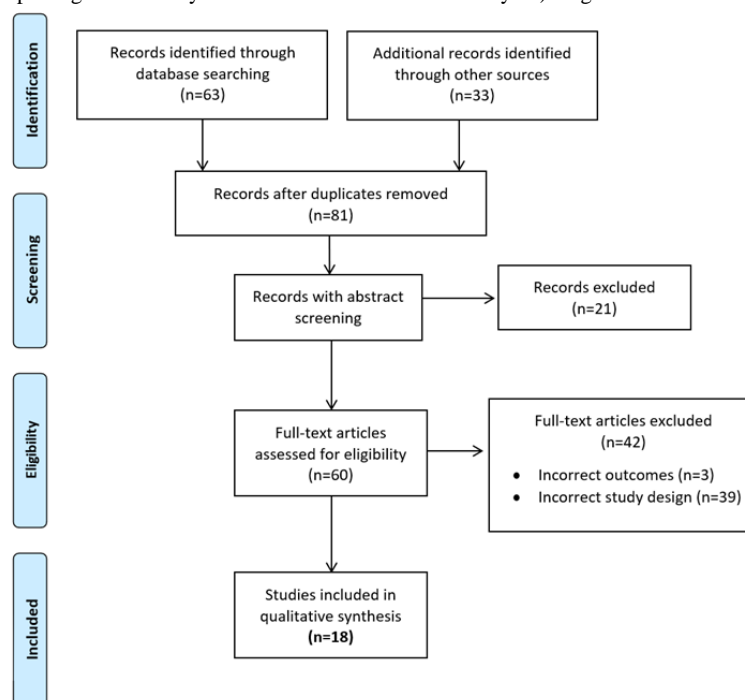 Identification
Records identified through
database searching
(n=63)
Additional records identified
through other sources
(n=33)
Records after duplicates removed
(n=81)
Screening
Records with abstract
screening
Records excluded
(n=21)
Eligibility
Full-text articles
assessed for eligibility
(n=60)
Full-text articles excluded
(n=42)
• Incorrect outcomes (n=3)
• Incorrect study design (n=39)
Included
Studies included in
qualitative synthesis
(n=18)